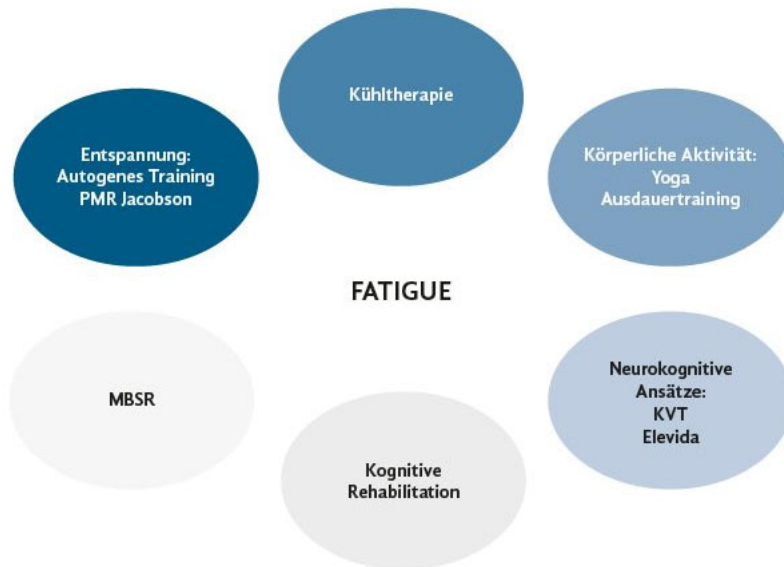 Kühltherapie
Entspannung:
Autogenes Training
PMR Jacobson
Körperliche Aktivität:
Yoga
Ausdauertraining
FATIGUE
MBSR
Neurokognitive
Ansätze:
KVT
Elevida
Kognitive
Rehabilitation